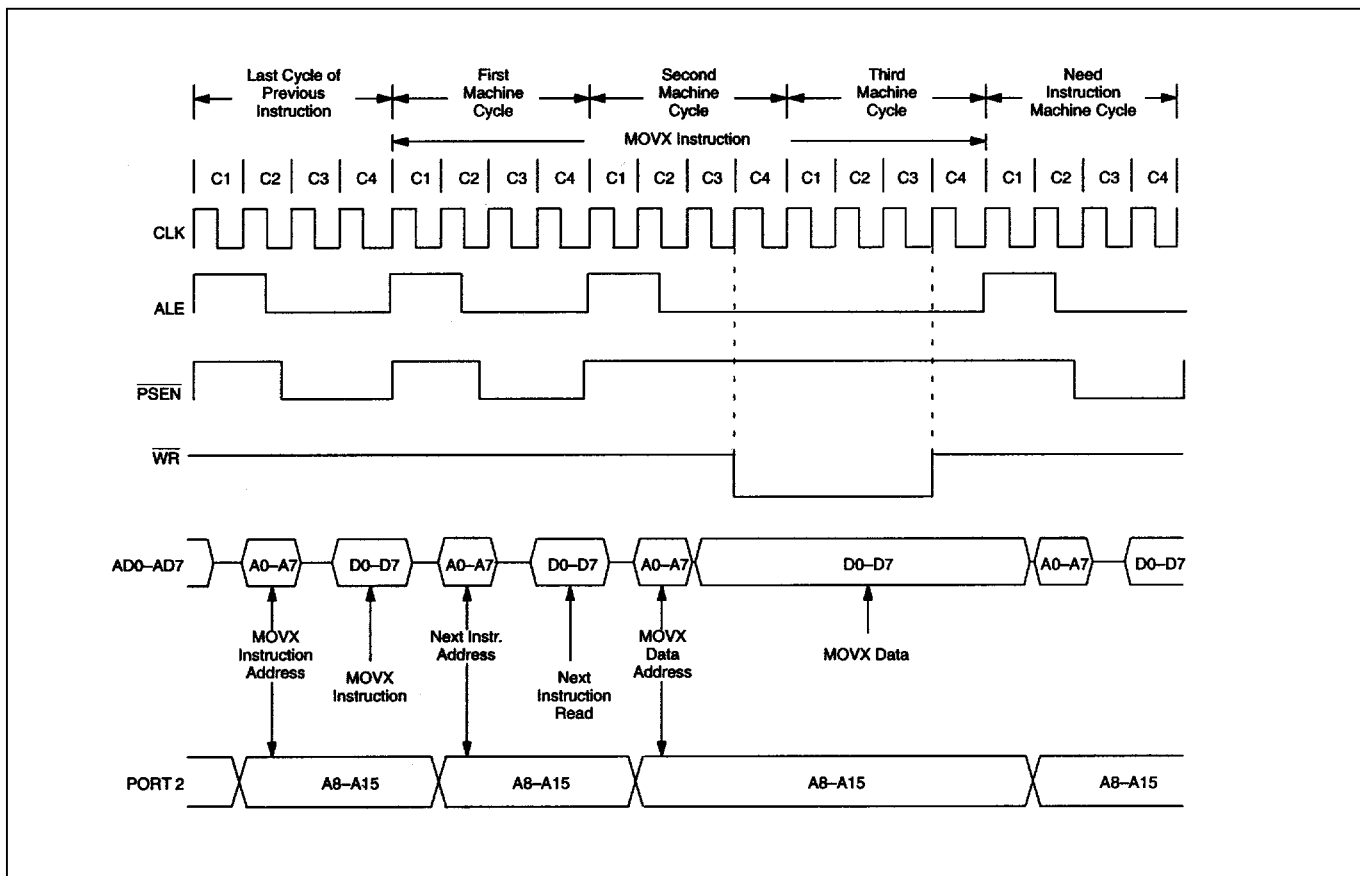 Last Cycle of
Previous
Instruction
First
Machine
Cycle
Second
Machine
Cycle
Third
Machine
Cycle
Need
Instruction
Machine Cycle
MOVX Instruction
C1 C2 C3 C4 C1 C2 C3 C4 C1 C2 C3 C4 C1 C2 C3 C4 C1 C2 C3 C4
CLK
ALE
PSEN
WR
AD0–AD7 A0–A7 D0–D7 A0–A7 D0–D7 A0–A7 D0–D7 A0–A7 D0–D7
MOVX
Instruction
Address
MOVX
Instruction
Next Instr.
Address
Next
Instruction
Read
MOVX
Data
Address
MOVX Data
PORT 2 A8–A15 A8–A15 A8–A15 A8–A15